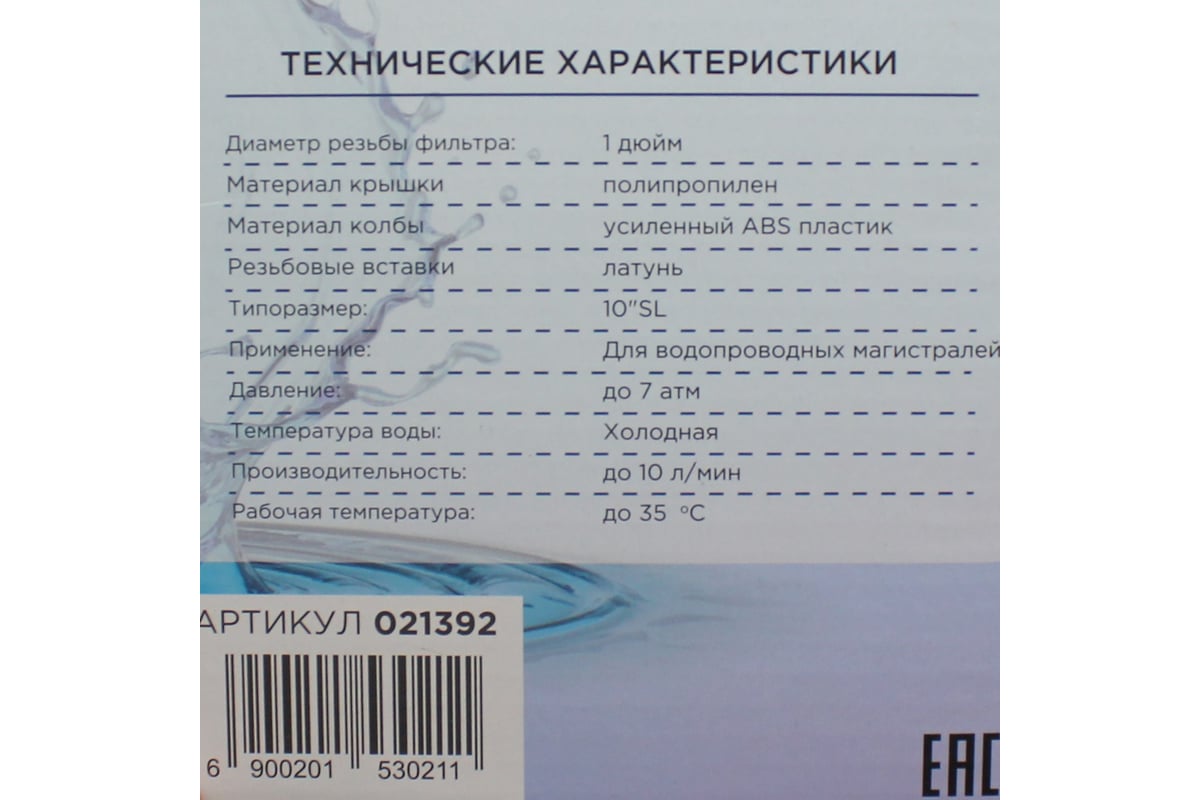 ТЕХНИЧЕСКИЕ ХАРАКТЕРИСТИКИ
Диаметр резьбы фильтра: 1 дюйм
Материал крышки полипропилен
Материал колбы усиленный ABS пластик
Резьбовые вставки латунь
Типоразмер: 10"SL
Применение: Для водопроводных магистралей
Давление: до 7 атм
Температура воды: Холодная
Производительность: до 10 л/мин
Рабочая температура: до 35 °С
АРТИКУЛ 021392
6 900201 530211
EAC